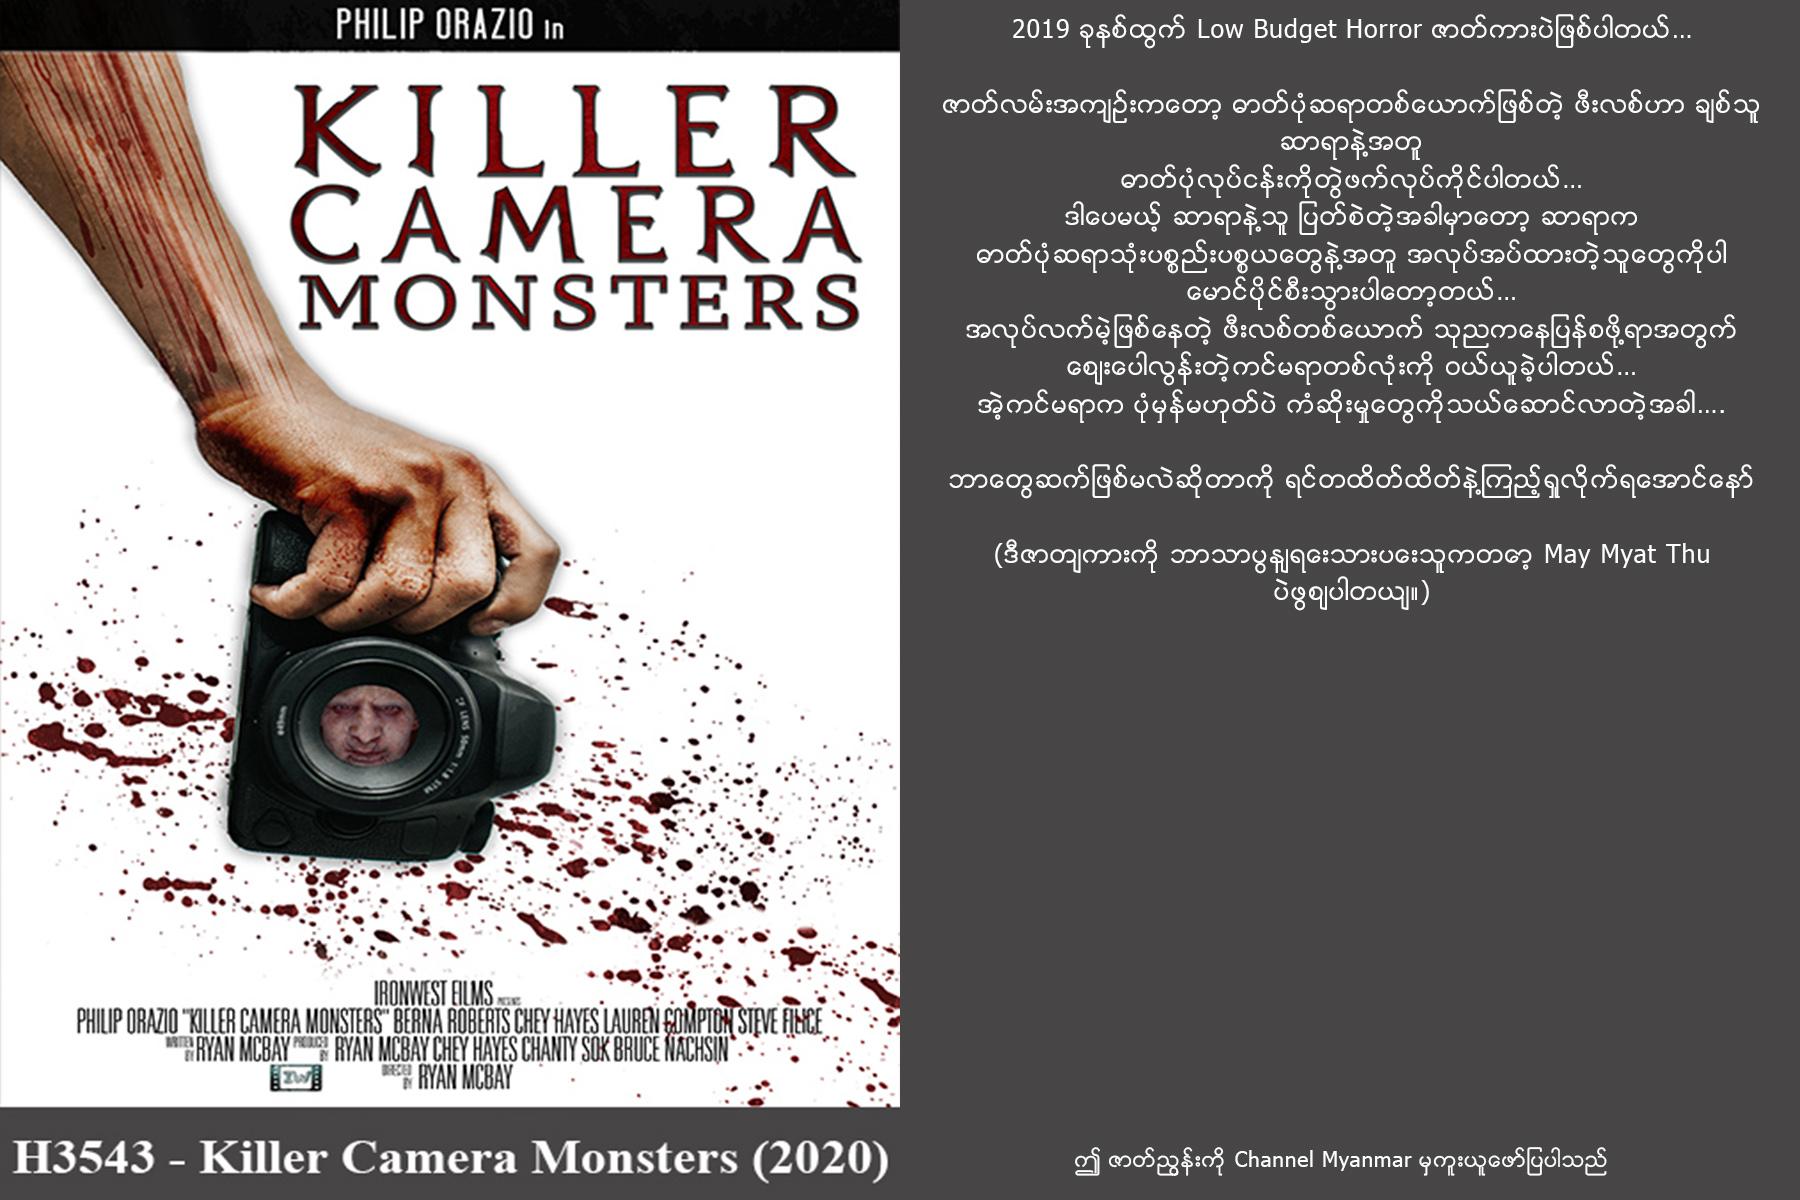 PHILIP ORAZIO In
KILLER
CAMERA
MONSTERS
IRONWEST FILMS PRESENTS
PHILIP ORAZIO "KILLER CAMERA MONSTERS" BERNA ROBERTS CHEY HAYES LAUREN COMPTON STEVE FILICE
WRITTEN BY RYAN MCBAY PRODUCED BY RYAN MCBAY CHEY HAYES CHANTY SOK BRUCE NACHSIN
IW DIRECTED BY RYAN MCBAY
H3543 - Killer Camera Monsters (2020)
2019 ခုနစ်ထွက် Low Budget Horror ဇာတ်ကားပဲဖြစ်ပါတယ်...
ဇာတ်လမ်းအကျဉ်းကတော့ ဓာတ်ပုံဆရာတစ်ယောက်ဖြစ်တဲ့ ဖီးလစ်ဟာ ချစ်သူ
ဆာရာနဲ့အတူ
ဓာတ်ပုံလုပ်ငန်းကိုတွဲဖက်လုပ်ကိုင်ပါတယ်...
ဒါပေမယ့် ဆာရာနဲ့သူ ပြတ်စဲတဲ့အခါမှာတော့ ဆာရာက
ဓာတ်ပုံဆရာသုံးပစ္စည်းပစ္စယတွေနဲ့အတူ အလုပ်အပ်ထားတဲ့သူတွေကိုပါ
မောင်ပိုင်စီးသွားပါတော့တယ်...
အလုပ်လက်မဲ့ဖြစ်နေတဲ့ ဖီးလစ်တစ်ယောက် သုညကနေပြန်စဖို့ရာအတွက်
ဈေးပေါလွန်းတဲ့ကင်မရာတစ်လုံးကို ဝယ်ယူခဲ့ပါတယ်...
အဲ့ကင်မရာက ပုံမှန်မဟုတ်ပဲ ကံဆိုးမှုတွေကိုသယ်ဆောင်လာတဲ့အခါ....
ဘာတွေဆက်ဖြစ်မလဲဆိုတာကို ရင်တထိတ်ထိတ်နဲ့ကြည့်ရှုလိုက်ရအောင်နော်
(ဒီဇာတျကားကို ဘာသာပွနျရေးသားပေးသူကတော့ May Myat Thu
ပဲဖွစျပါတယျ။)
ဤ ဇာတ်ညွှန်းကို Channel Myanmar မှကူးယူဖော်ပြပါသည်